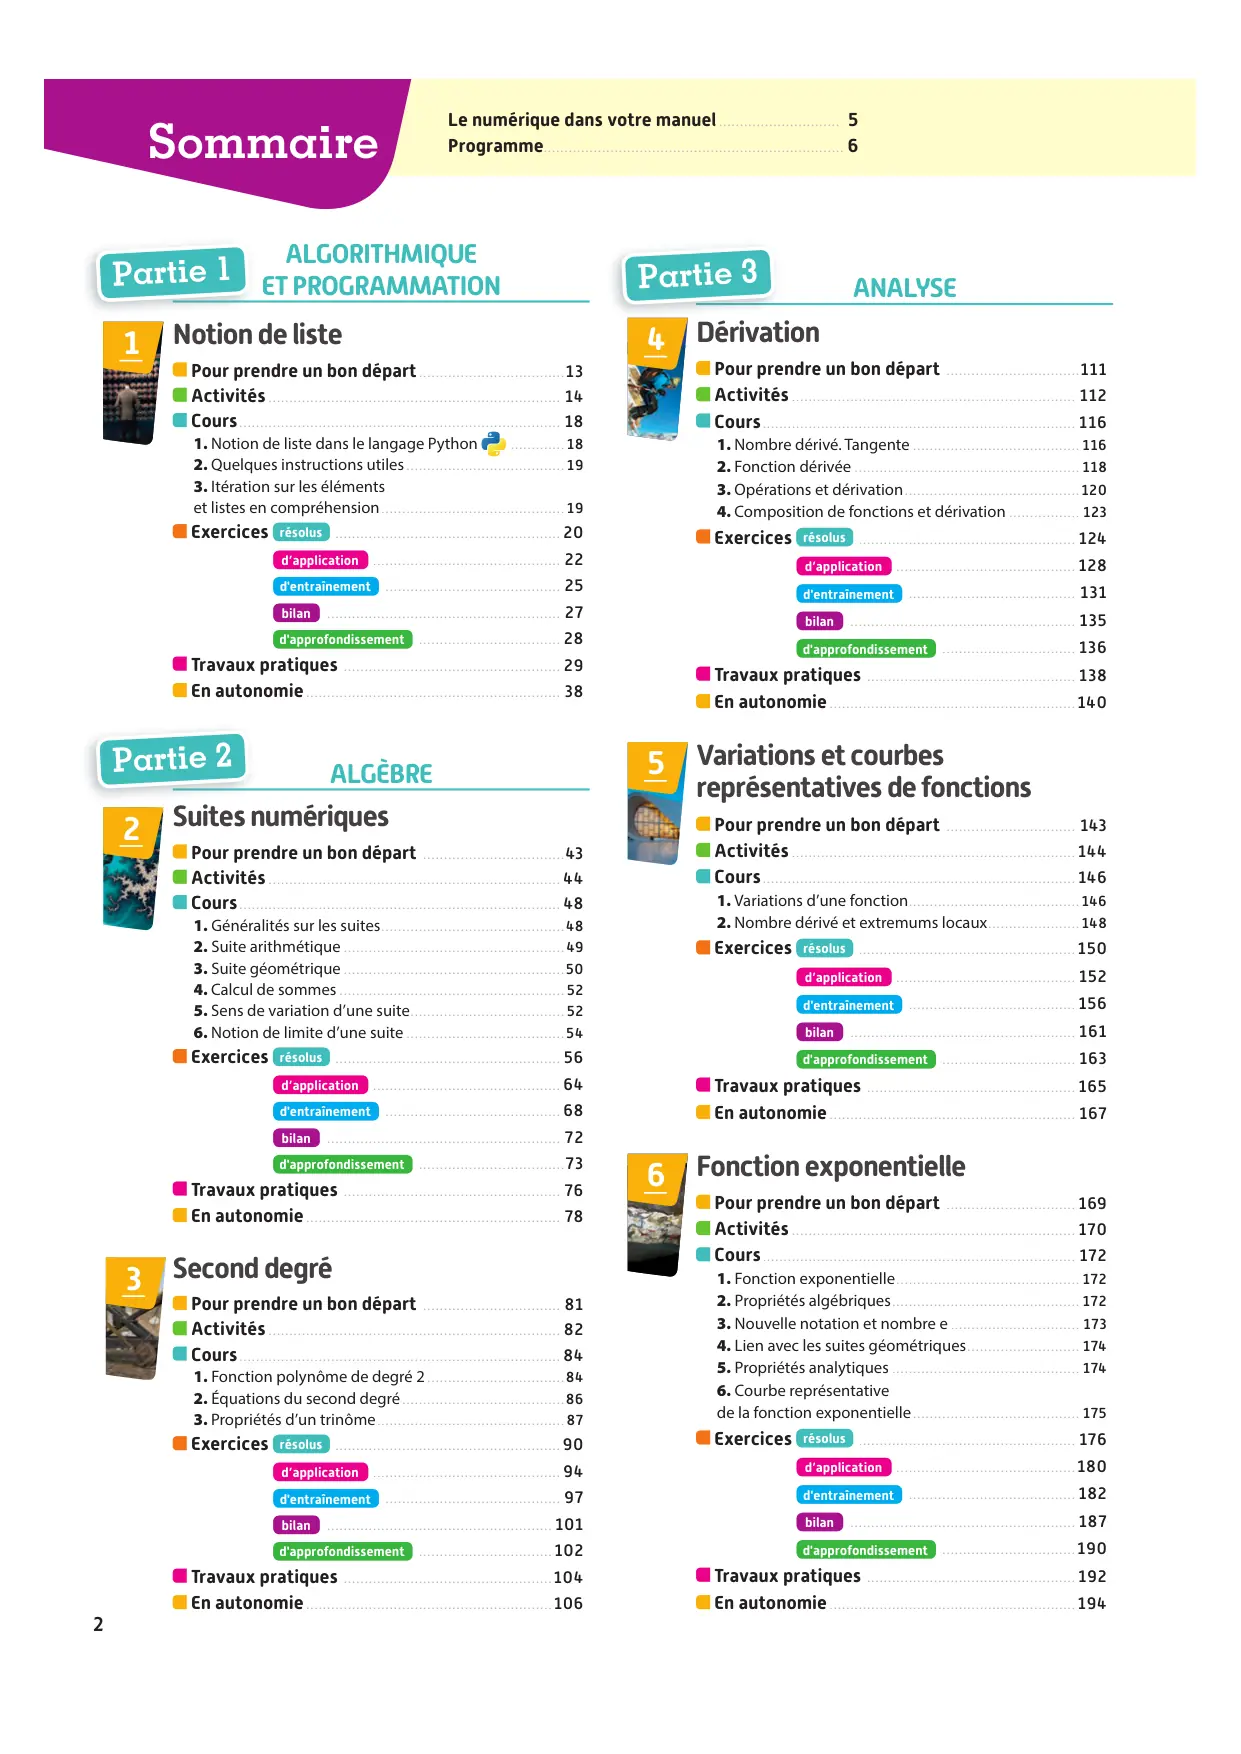 Sommaire
Le numérique dans votre manuel 5
Programme 6
Partie 1
ALGORITHMIQUE
ET PROGRAMMATION
1
Notion de liste
Pour prendre un bon départ 13
Activités 14
Cours 18
1. Notion de liste dans le langage Python 18
2. Quelques instructions utiles 19
3. Itération sur les éléments
et listes en compréhension 19
Exercices résolus 20
d'application 22
d'entraînement 25
bilan 27
d'approfondissement 28
Travaux pratiques 29
En autonomie 38
Partie 2
ALGÈBRE
2
Suites numériques
Pour prendre un bon départ 43
Activités 44
Cours 48
1. Généralités sur les suites 48
2. Suite arithmétique 49
3. Suite géométrique 50
4. Calcul de sommes 52
5. Sens de variation d'une suite 52
6. Notion de limite d'une suite 54
Exercices résolus 56
d'application 64
d'entraînement 68
bilan 72
d'approfondissement 73
Travaux pratiques 76
En autonomie 78
3
Second degré
Pour prendre un bon départ 81
Activités 82
Cours 84
1. Fonction polynôme de degré 2 84
2. Équations du second degré 86
3. Propriétés d'un trinôme 87
Exercices résolus 90
d'application 94
d'entraînement 97
bilan 101
d'approfondissement 102
Travaux pratiques 104
En autonomie 106
Partie 3
ANALYSE
4
Dérivation
Pour prendre un bon départ 111
Activités 112
Cours 116
1. Nombre dérivé. Tangente 116
2. Fonction dérivée 118
3. Opérations et dérivation 120
4. Composition de fonctions et dérivation 123
Exercices résolus 124
d'application 128
d'entraînement 131
bilan 135
d'approfondissement 136
Travaux pratiques 138
En autonomie 140
5
Variations et courbes
représentatives de fonctions
Pour prendre un bon départ 143
Activités 144
Cours 146
1. Variations d'une fonction 146
2. Nombre dérivé et extremums locaux 148
Exercices résolus 150
d'application 152
d'entraînement 156
bilan 161
d'approfondissement 163
Travaux pratiques 165
En autonomie 167
6
Fonction exponentielle
Pour prendre un bon départ 169
Activités 170
Cours 172
1. Fonction exponentielle 172
2. Propriétés algébriques 172
3. Nouvelle notation et nombre e 173
4. Lien avec les suites géométriques 174
5. Propriétés analytiques 174
6. Courbe représentative
de la fonction exponentielle 175
Exercices résolus 176
d'application 180
d'entraînement 182
bilan 187
d'approfondissement 190
Travaux pratiques 192
En autonomie 194
2